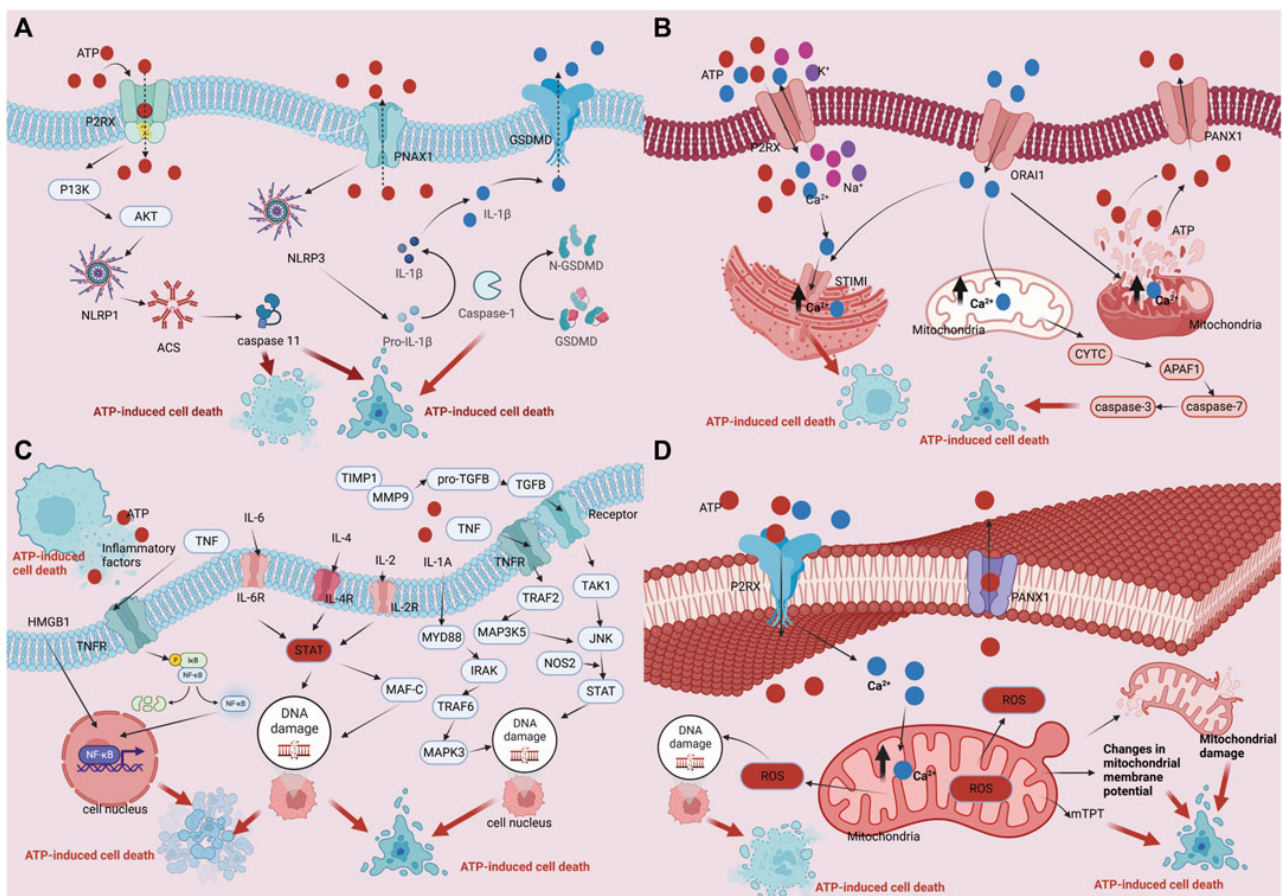 A
ATP
P2RX
P13K
AKT
NLRP1
ACS
caspase 11
PNAX1
NLRP3
IL-1β
Pro-IL-1β
IL-1β
Caspase-1
GSDMD
N-GSDMD
GSDMD
ATP-induced cell death
ATP-induced cell death
B
ATP
K⁺
P2RX
Na⁺
Ca²⁺
STIMI
Ca²⁺
ORAI1
PANX1
ATP
Ca²⁺
Mitochondria
Ca²⁺
Mitochondria
CYTC
APAF1
caspase-7
caspase-3
ATP-induced cell death
ATP-induced cell death
C
ATP
ATP-induced
cell death
Inflammatory
factors
TNF
HMGB1
TNFR
P
IκB
NF-κB
NF-κB
NF-κB
cell nucleus
IL-6
IL-6R
IL-4
IL-4R
IL-2
IL-2R
STAT
MAF-C
DNA
damage
TIMP1
MMP9
pro-TGFB
TGFB
Receptor
TNF
TNFR
IL-1A
MYD88
IRAK
TRAF6
MAPK3
TRAF2
MAP3K5
NOS2
TAK1
JNK
STAT
DNA
damage
cell nucleus
ATP-induced cell death
ATP-induced cell death
D
ATP
P2RX
PANX1
Ca²⁺
ROS
DNA
damage
ROS
Ca²⁺
ROS
Mitochondria
mTPT
Changes in
mitochondrial
membrane
potential
Mitochondrial
damage
ATP-induced cell death
ATP-induced cell death